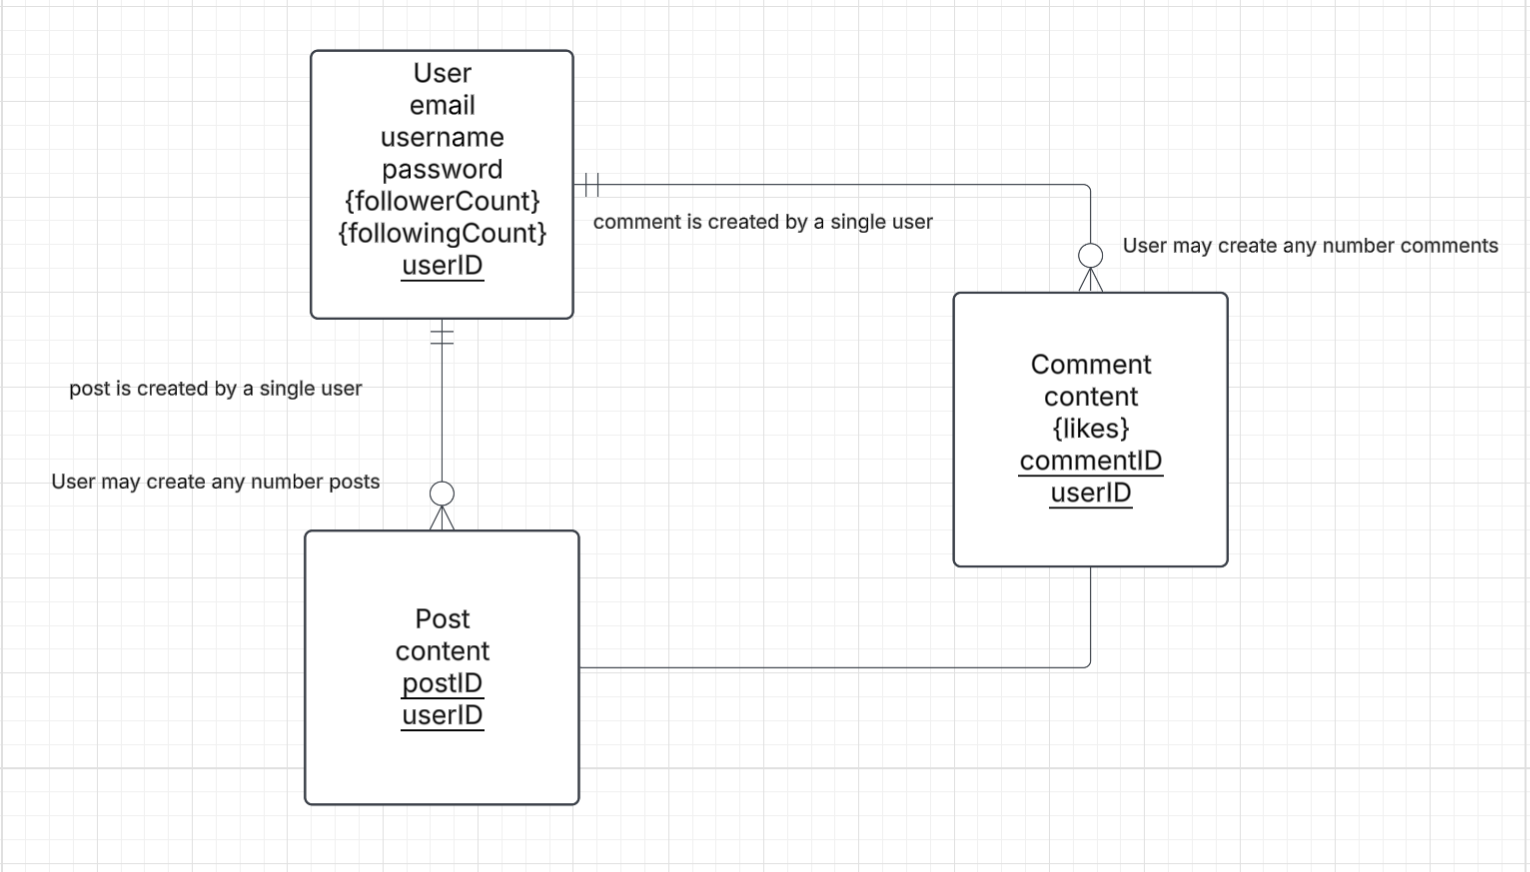 User
email
username
password
{followerCount}
{followingCount}
userID
comment is created by a single user
User may create any number comments
post is created by a single user
User may create any number posts
Comment
content
{likes}
commentID
userID
Post
content
postID
userID